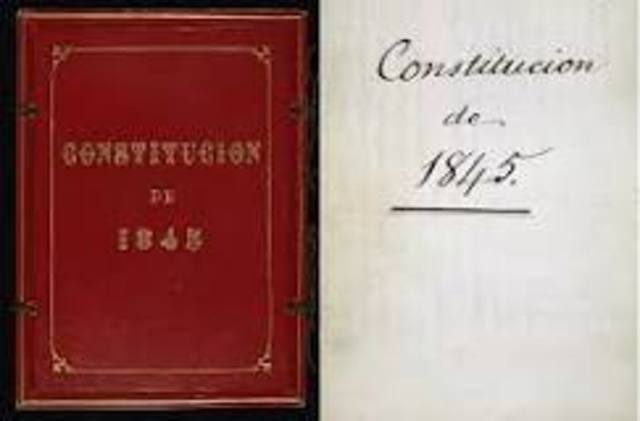 CONSTITUCION
DE
1845
Constitucion
de
1845.